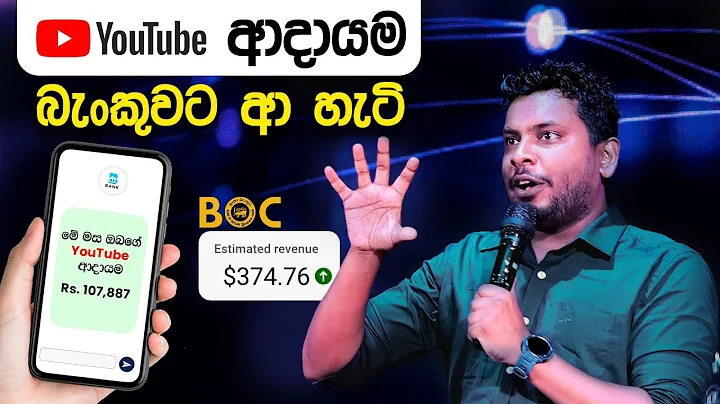 YouTube ආදායම
බැංකුවට ආ හැටි
BANK
මේ මස ඔබගේ
YouTube
ආදායම
Rs. 107,887
BOC
Estimated revenue
$374.76